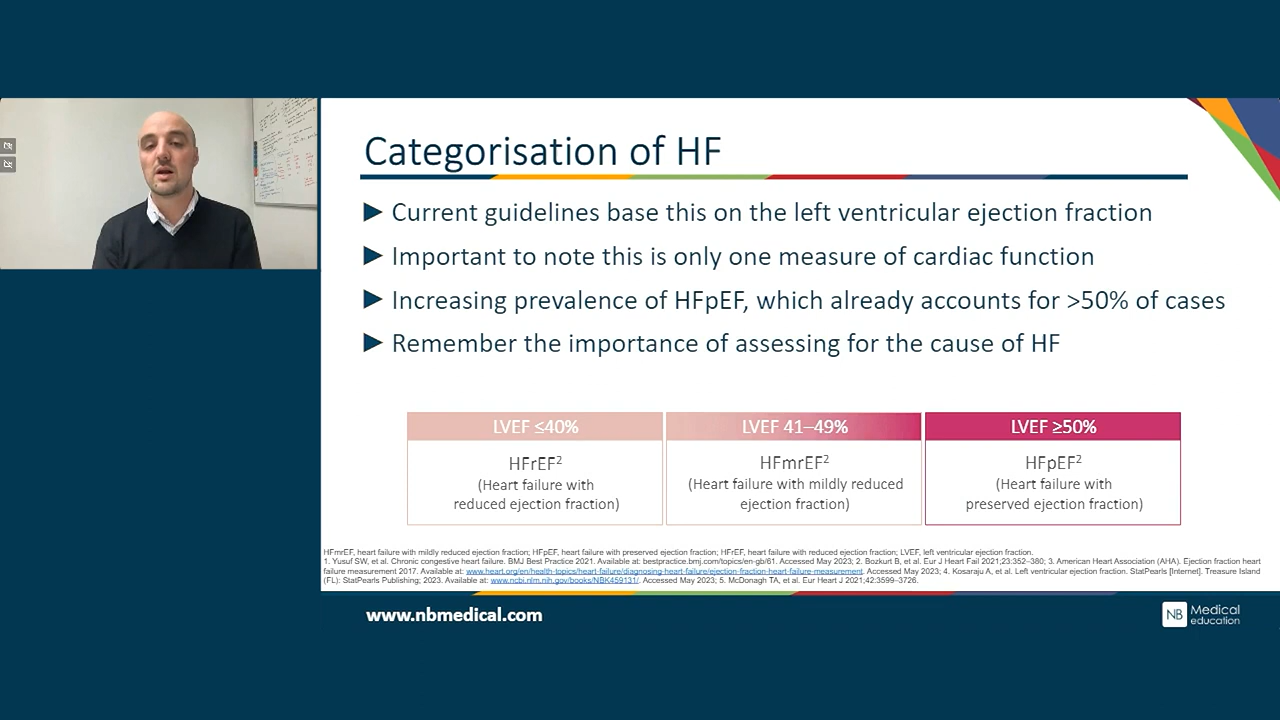 Categorisation of HF
▶ Current guidelines base this on the left ventricular ejection fraction
▶ Important to note this is only one measure of cardiac function
▶ Increasing prevalence of HFpEF, which already accounts for >50% of cases
▶ Remember the importance of assessing for the cause of HF
LVEF ≤40%
HFrEF²
(Heart failure with
reduced ejection fraction)
LVEF 41–49%
HFmrEF²
(Heart failure with mildly reduced
ejection fraction)
LVEF ≥50%
HFpEF²
(Heart failure with
preserved ejection fraction)
HFmrEF, heart failure with mildly reduced ejection fraction; HFpEF, heart failure with preserved ejection fraction; HFrEF, heart failure with reduced ejection fraction; LVEF, left ventricular ejection fraction.
1. Yusuf SW, et al. Chronic congestive heart failure. BMJ Best Practice 2021. Available at: bestpractice.bmj.com/topics/en-gb/61. Accessed May 2023; 2. Bozkurt B, et al. Eur J Heart Fail 2021;23:352–380; 3. American Heart Association (AHA). Ejection fraction heart
failure measurement 2017. Available at: www.heart.org/en/health-topics/heart-failure/diagnosing-heart-failure/ejection-fraction-heart-failure-measurement. Accessed May 2023; 4. Kosaraju A, et al. Left ventricular ejection fraction. StatPearls [Internet]. Treasure Island
(FL): StatPearls Publishing; 2023. Available at: www.ncbi.nlm.nih.gov/books/NBK459131/. Accessed May 2023; 5. McDonagh TA, et al. Eur Heart J 2021;42:3599–3726.
www.nbmedical.com
NB Medical
education